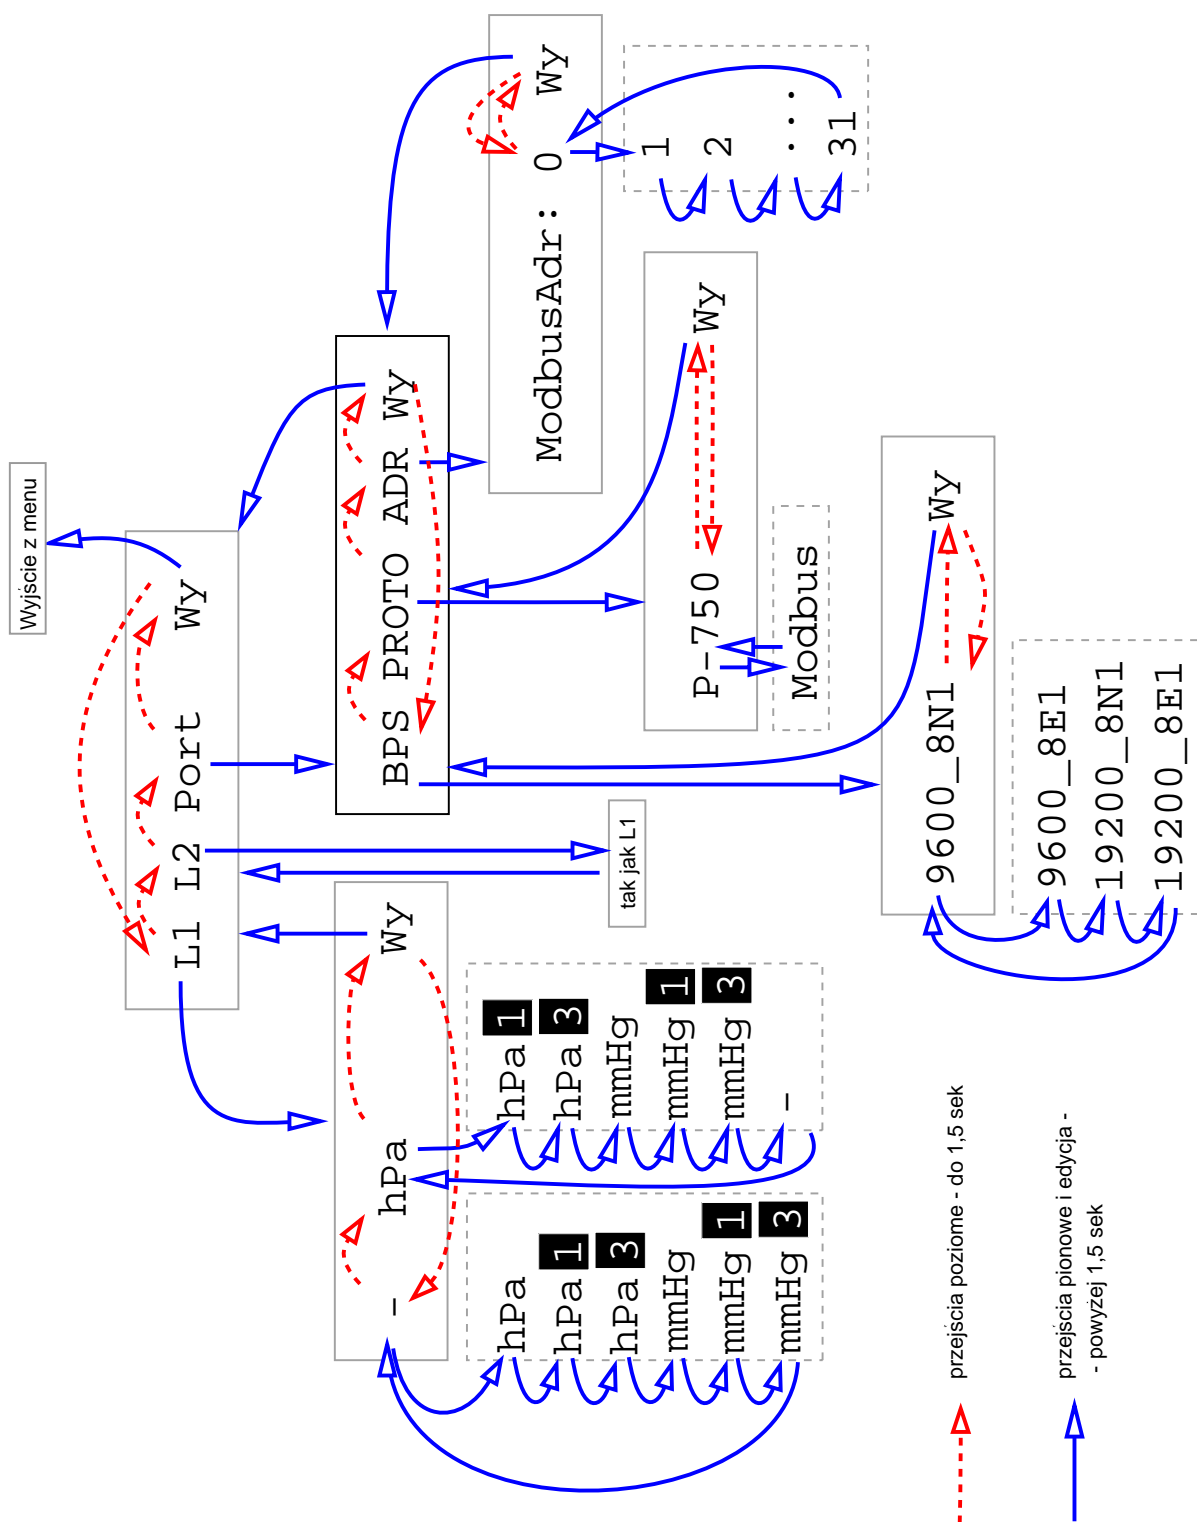 Wyjście z menu
L1 L2 Port Wy
- hPa Wy
BPS PROTO ADR Wy
tak jak L1
ModbusAdr: 0 Wy
1
2
...
31
P-750 Wy
Modbus
9600_8N1 Wy
9600_8E1
19200_8N1
19200_8E1
hPa
hPa 1
hPa 3
mmHg
mmHg 1
mmHg 3
hPa 1
hPa 3
mmHg
mmHg 1
mmHg 3
-
przejścia poziome - do 1,5 sek
przejścia pionowe i edycja -
- powyżej 1,5 sek